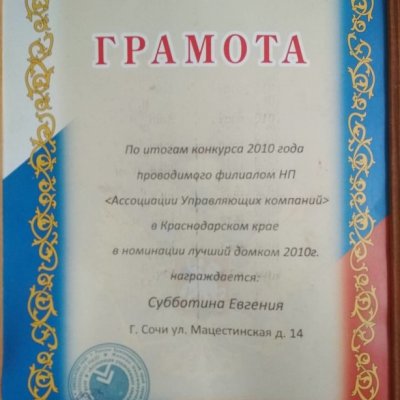 ГРАМОТА
По итогам конкурса 2010 года
проводимого филиалом НП
<Ассоциации Управляющих компаний>
в Краснодарском крае
в номинации лучший домком 2010г.
награждается:
Субботина Евгения
Г. Сочи ул. Мацестинская д. 14